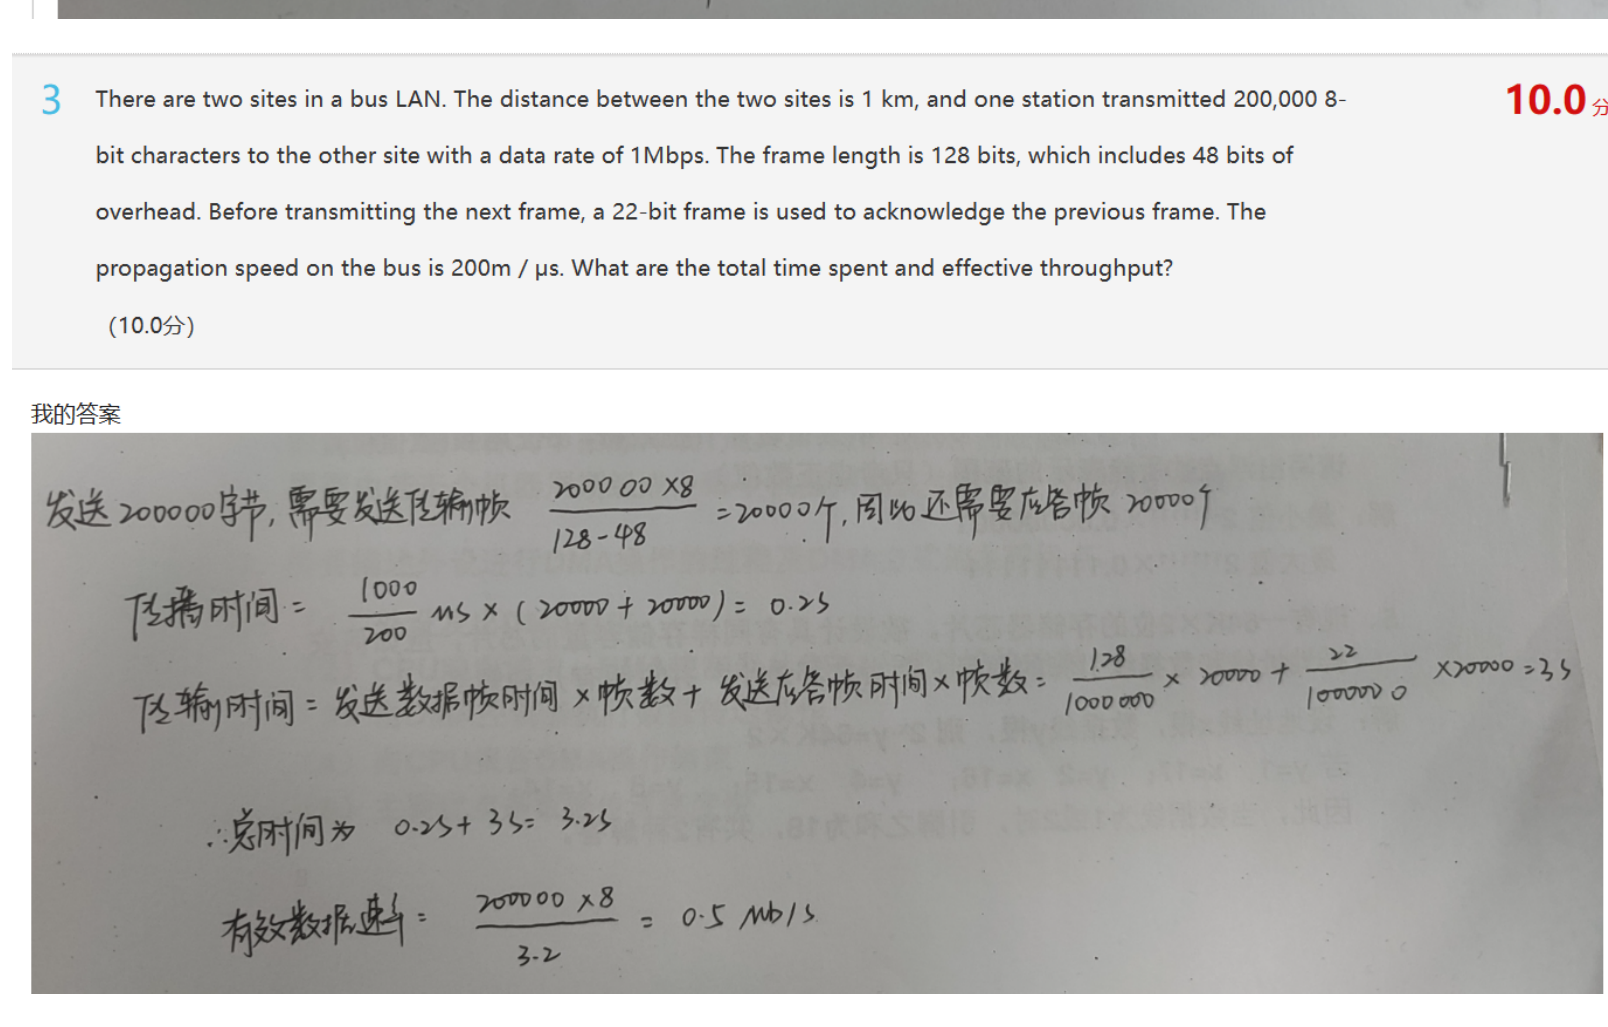 3 There are two sites in a bus LAN. The distance between the two sites is 1 km, and one station transmitted 200,000 8-
10.0分
bit characters to the other site with a data rate of 1Mbps. The frame length is 128 bits, which includes 48 bits of
overhead. Before transmitting the next frame, a 22-bit frame is used to acknowledge the previous frame. The
propagation speed on the bus is 200m / μs. What are the total time spent and effective throughput?
(10.0分)
我的答案
发送200000字节,需要发送传输帧 200000×8/128-48 =20000个,因此还需要应答帧20000个
传播时间= 1000/200 μs×(20000+20000)= 0.2s
传输时间=发送数据帧时间×帧数+发送应答帧时间×帧数= 128/1000000 × 20000 + 22/1000000 ×20000=3s
∴总时间为 0.2s+ 3s= 3.2s
有效数据速率= 200000×8/3.2 = 0.5 Mb/s